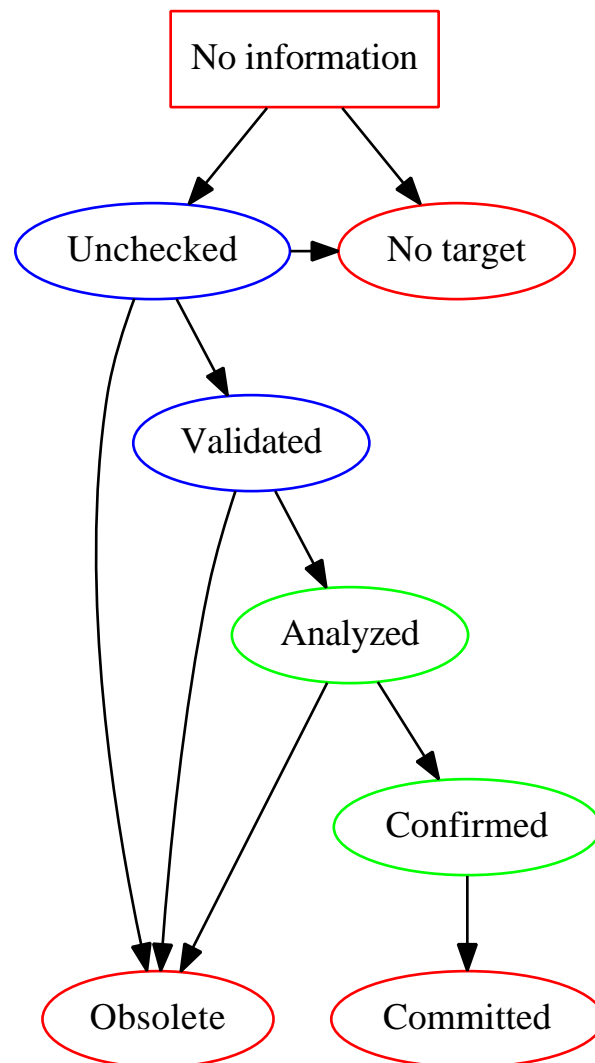 No information
Unchecked
No target
Validated
Analyzed
Confirmed
Obsolete
Committed